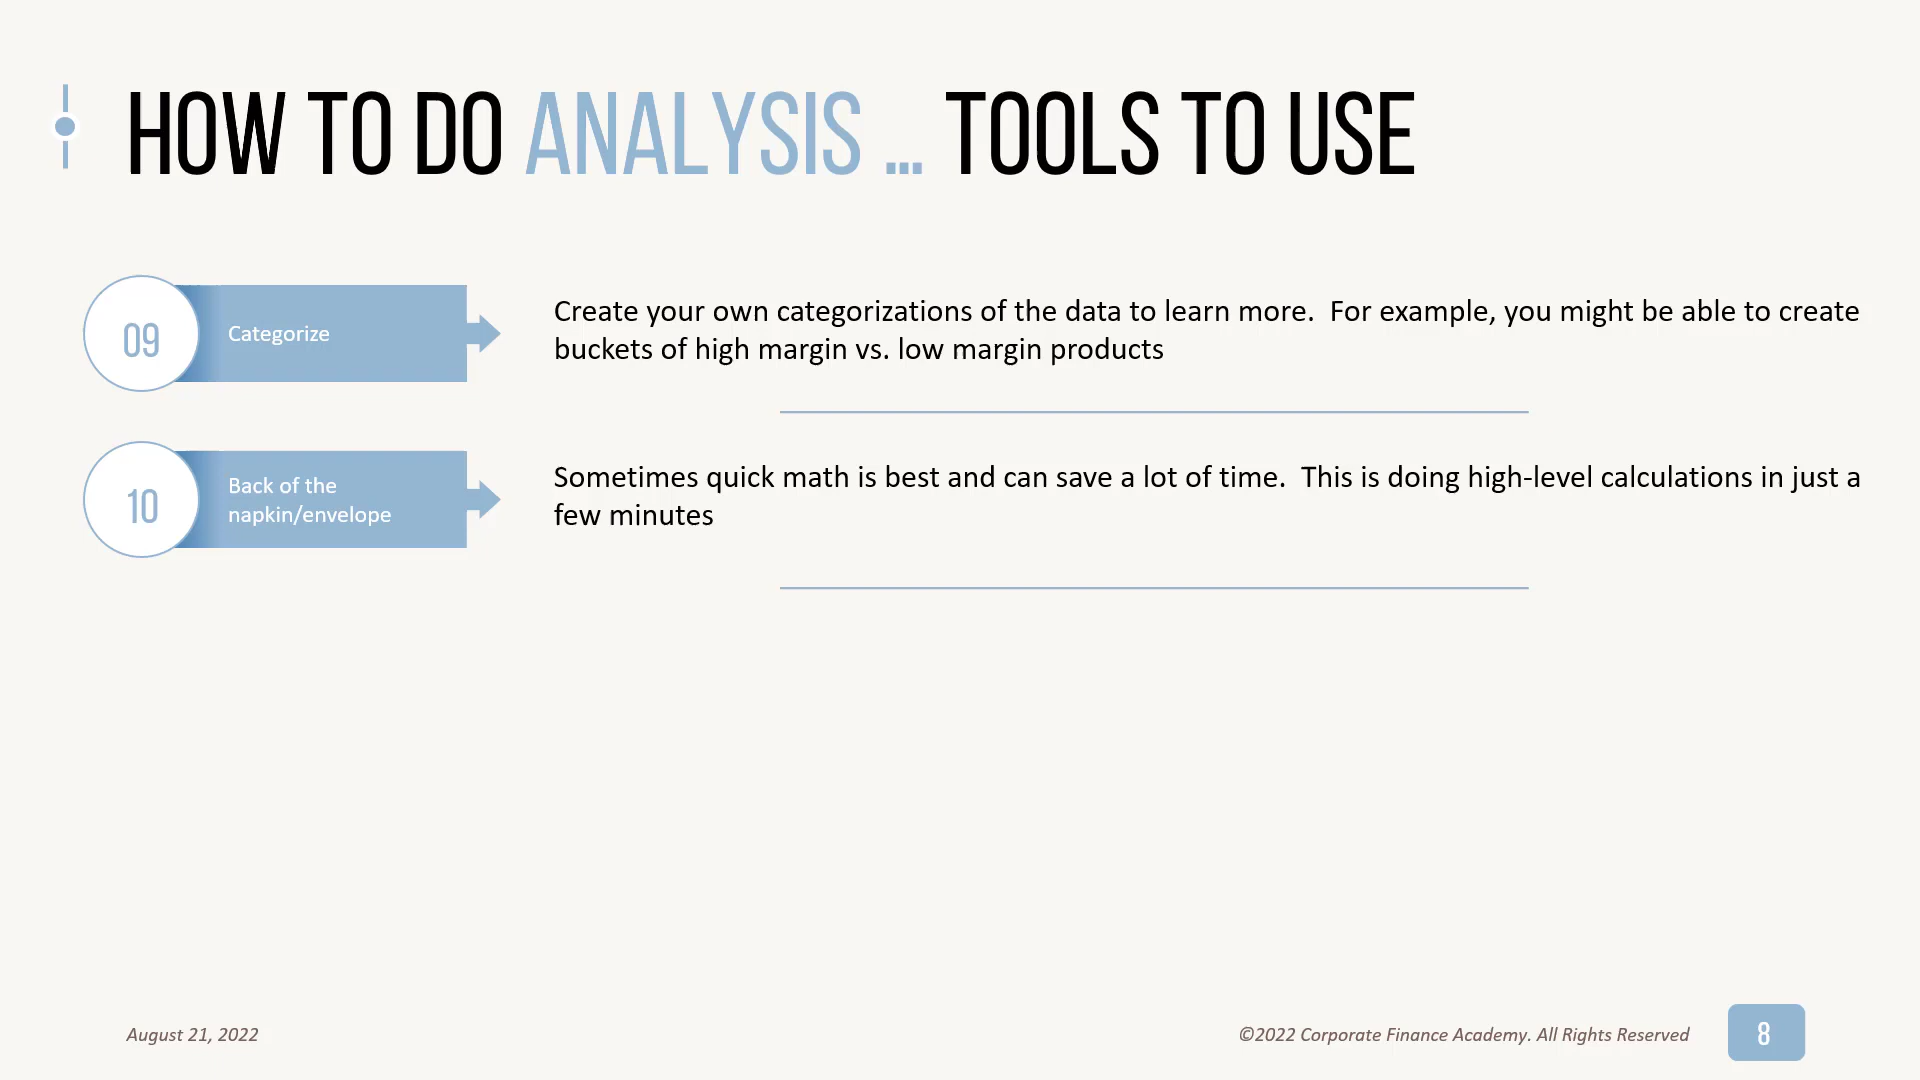 HOW TO DO ANALYSIS ... TOOLS TO USE
09
Categorize
Create your own categorizations of the data to learn more.  For example, you might be able to create
buckets of high margin vs. low margin products
10
Back of the
napkin/envelope
Sometimes quick math is best and can save a lot of time.  This is doing high-level calculations in just a
few minutes
August 21, 2022
©2022 Corporate Finance Academy. All Rights Reserved
8